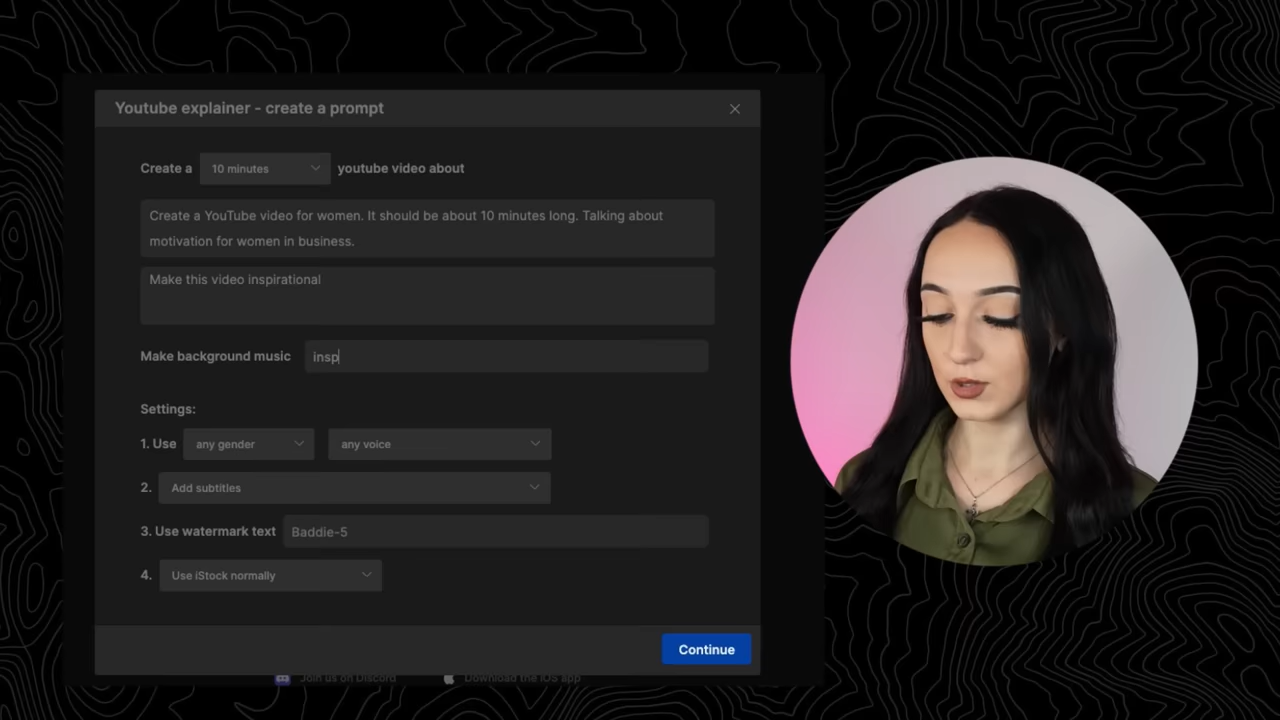 Youtube explainer - create a prompt
Create a 10 minutes youtube video about
Create a YouTube video for women. It should be about 10 minutes long. Talking about
motivation for women in business.
Make this video inspirational
Make background music insp
Settings:
1. Use any gender any voice
2. Add subtitles
3. Use watermark text Baddie-5
4. Use iStock normally
Continue
Join us on Discord Download the iOS app